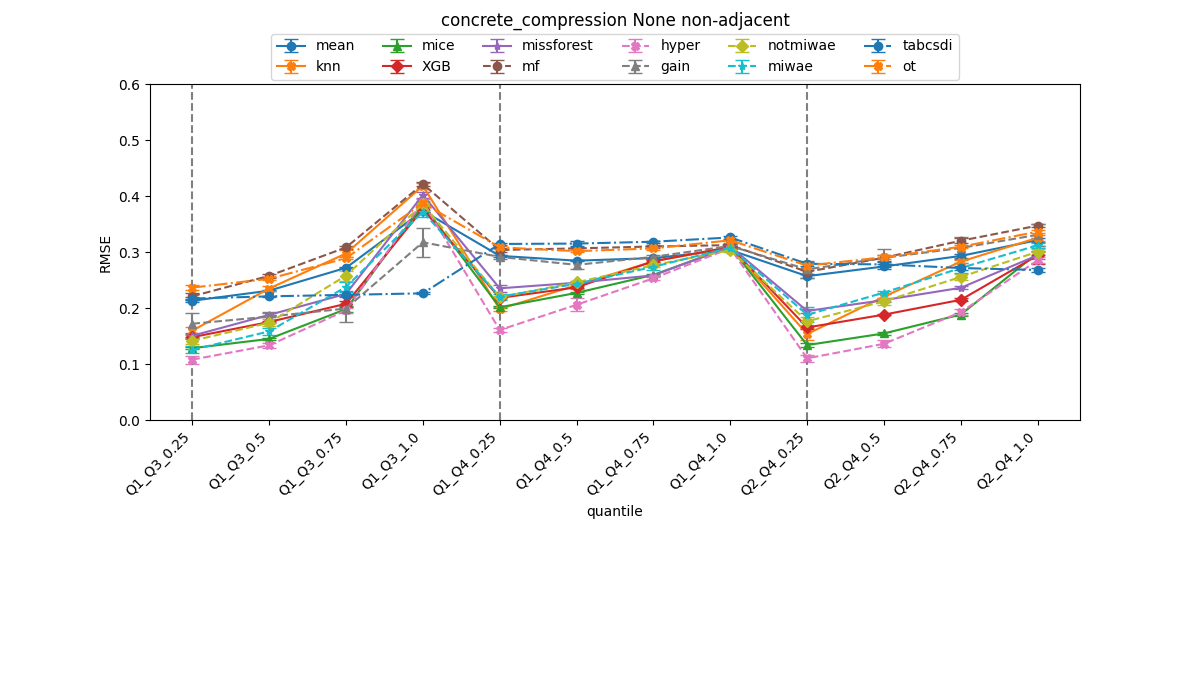 concrete_compression None non-adjacent
mean mice missforest hyper notmiwae tabcsdi
knn XGB mf gain miwae ot
0.6
0.5
0.4
0.3
0.2
0.1
0.0
RMSE
Q1_Q3_0.25 Q1_Q3_0.5 Q1_Q3_0.75 Q1_Q3_1.0 Q1_Q4_0.25 Q1_Q4_0.5 Q1_Q4_0.75 Q1_Q4_1.0 Q2_Q4_0.25 Q2_Q4_0.5 Q2_Q4_0.75 Q2_Q4_1.0
quantile